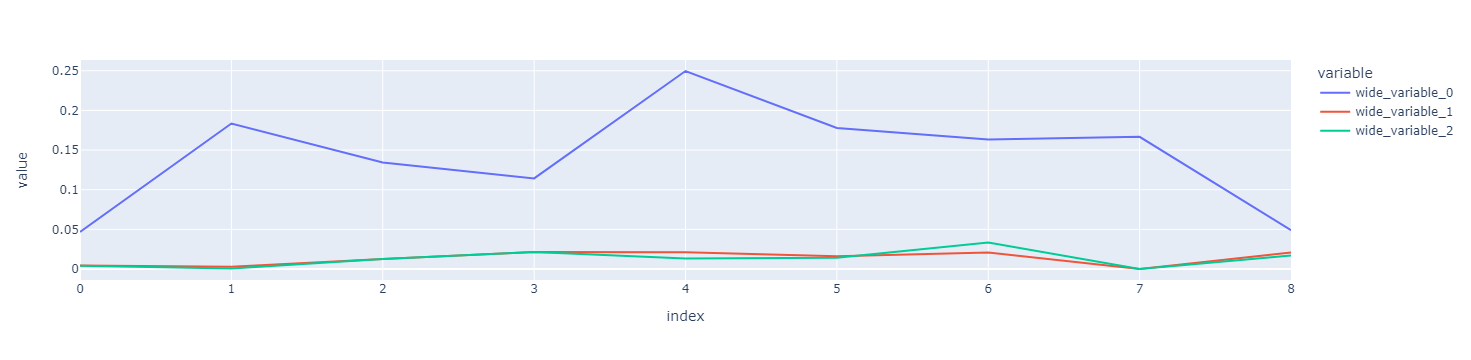 0.25
0.2
0.15
0.1
0.05
0
value
0 1 2 3 4 5 6 7 8
index
variable
wide_variable_0
wide_variable_1
wide_variable_2